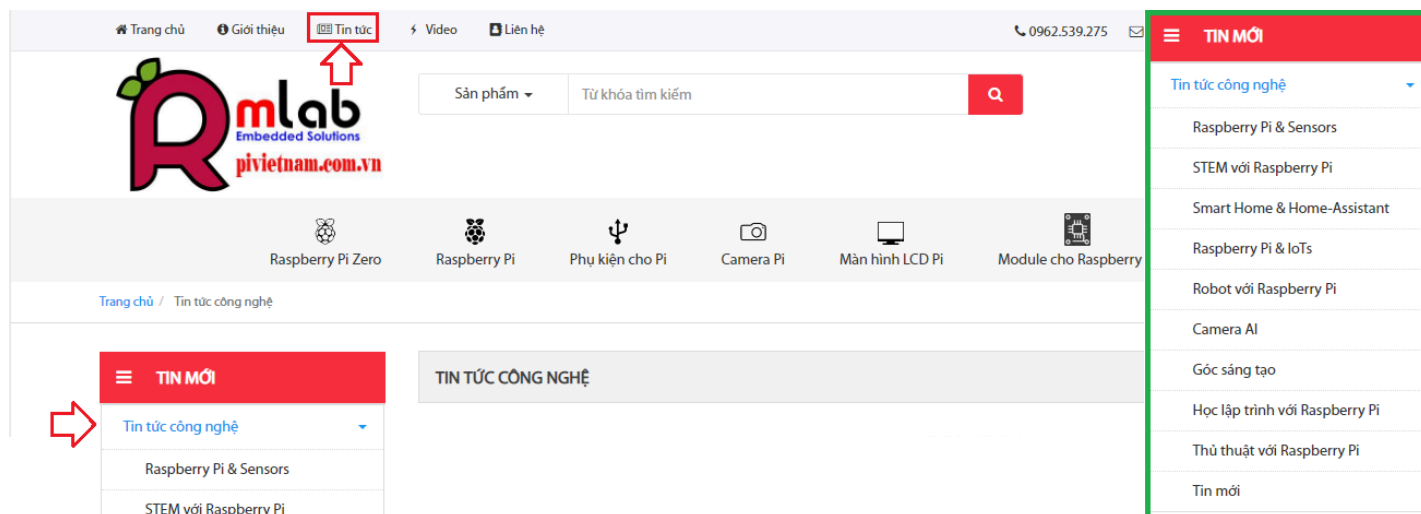 Trang chủ Giới thiệu Tin tức Video Liên hệ 0962.539.275
mlab
Embedded Solutions
pivietnam.com.vn
Sản phẩm Từ khóa tìm kiếm
Raspberry Pi Zero Raspberry Pi Phụ kiện cho Pi Camera Pi Màn hình LCD Pi Module cho Raspberry
Trang chủ / Tin tức công nghệ
TIN MỚI
Tin tức công nghệ
Raspberry Pi & Sensors
STEM với Raspberry Pi
TIN TỨC CÔNG NGHỆ
TIN MỚI
Tin tức công nghệ
Raspberry Pi & Sensors
STEM với Raspberry Pi
Smart Home & Home-Assistant
Raspberry Pi & IoTs
Robot với Raspberry Pi
Camera AI
Góc sáng tạo
Học lập trình với Raspberry Pi
Thủ thuật với Raspberry Pi
Tin mới